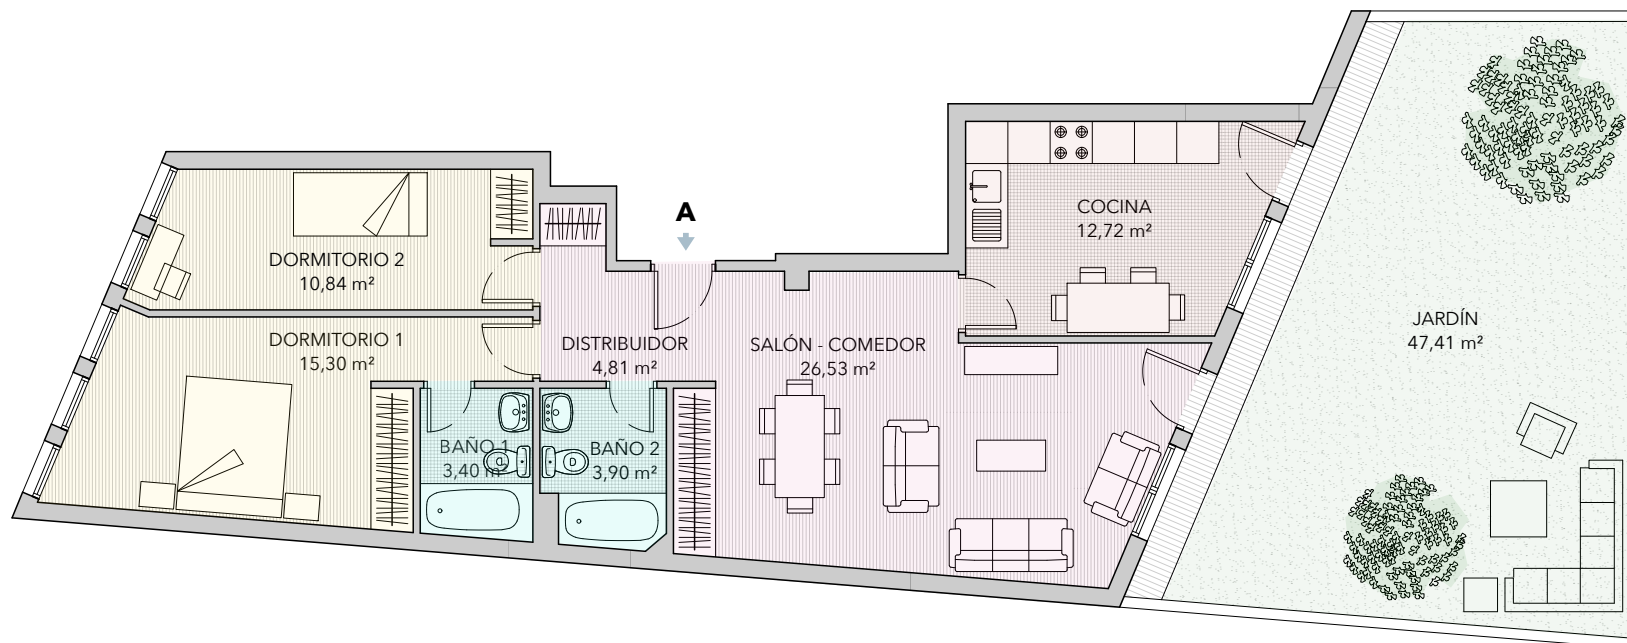 A
COCINA
12,72 m²
DORMITORIO 2
10,84 m²
DORMITORIO 1
15,30 m²
DISTRIBUIDOR
4,81 m²
SALÓN - COMEDOR
26,53 m²
JARDÍN
47,41 m²
BAÑO 1
3,40 m²
BAÑO 2
3,90 m²